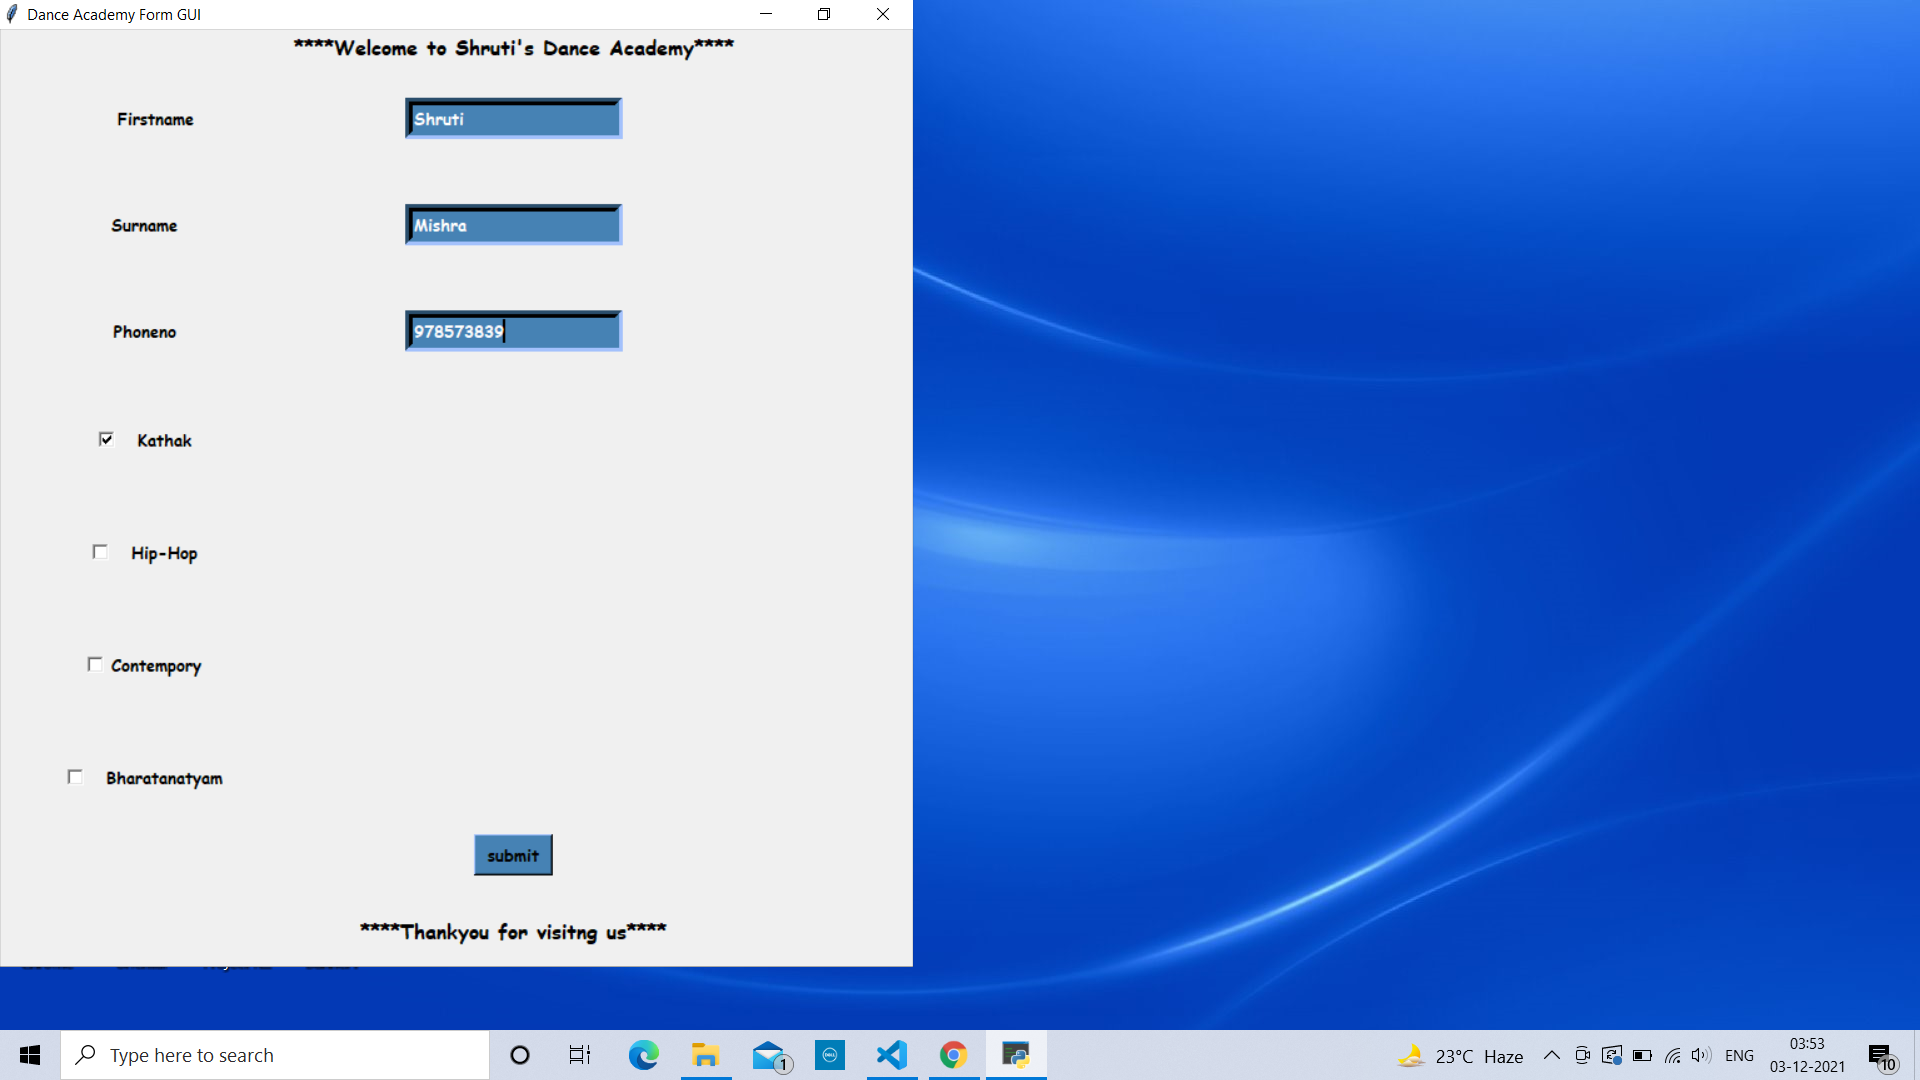 Dance Academy Form GUI
****Welcome to Shruti's Dance Academy****
Firstname Shruti
Surname Mishra
Phoneno 978573839
Kathak
Hip-Hop
Contempory
Bharatanatyam
submit
****Thankyou for visitng us****
Type here to search
1
DELL
23°C Haze
ENG
03:53
03-12-2021
10